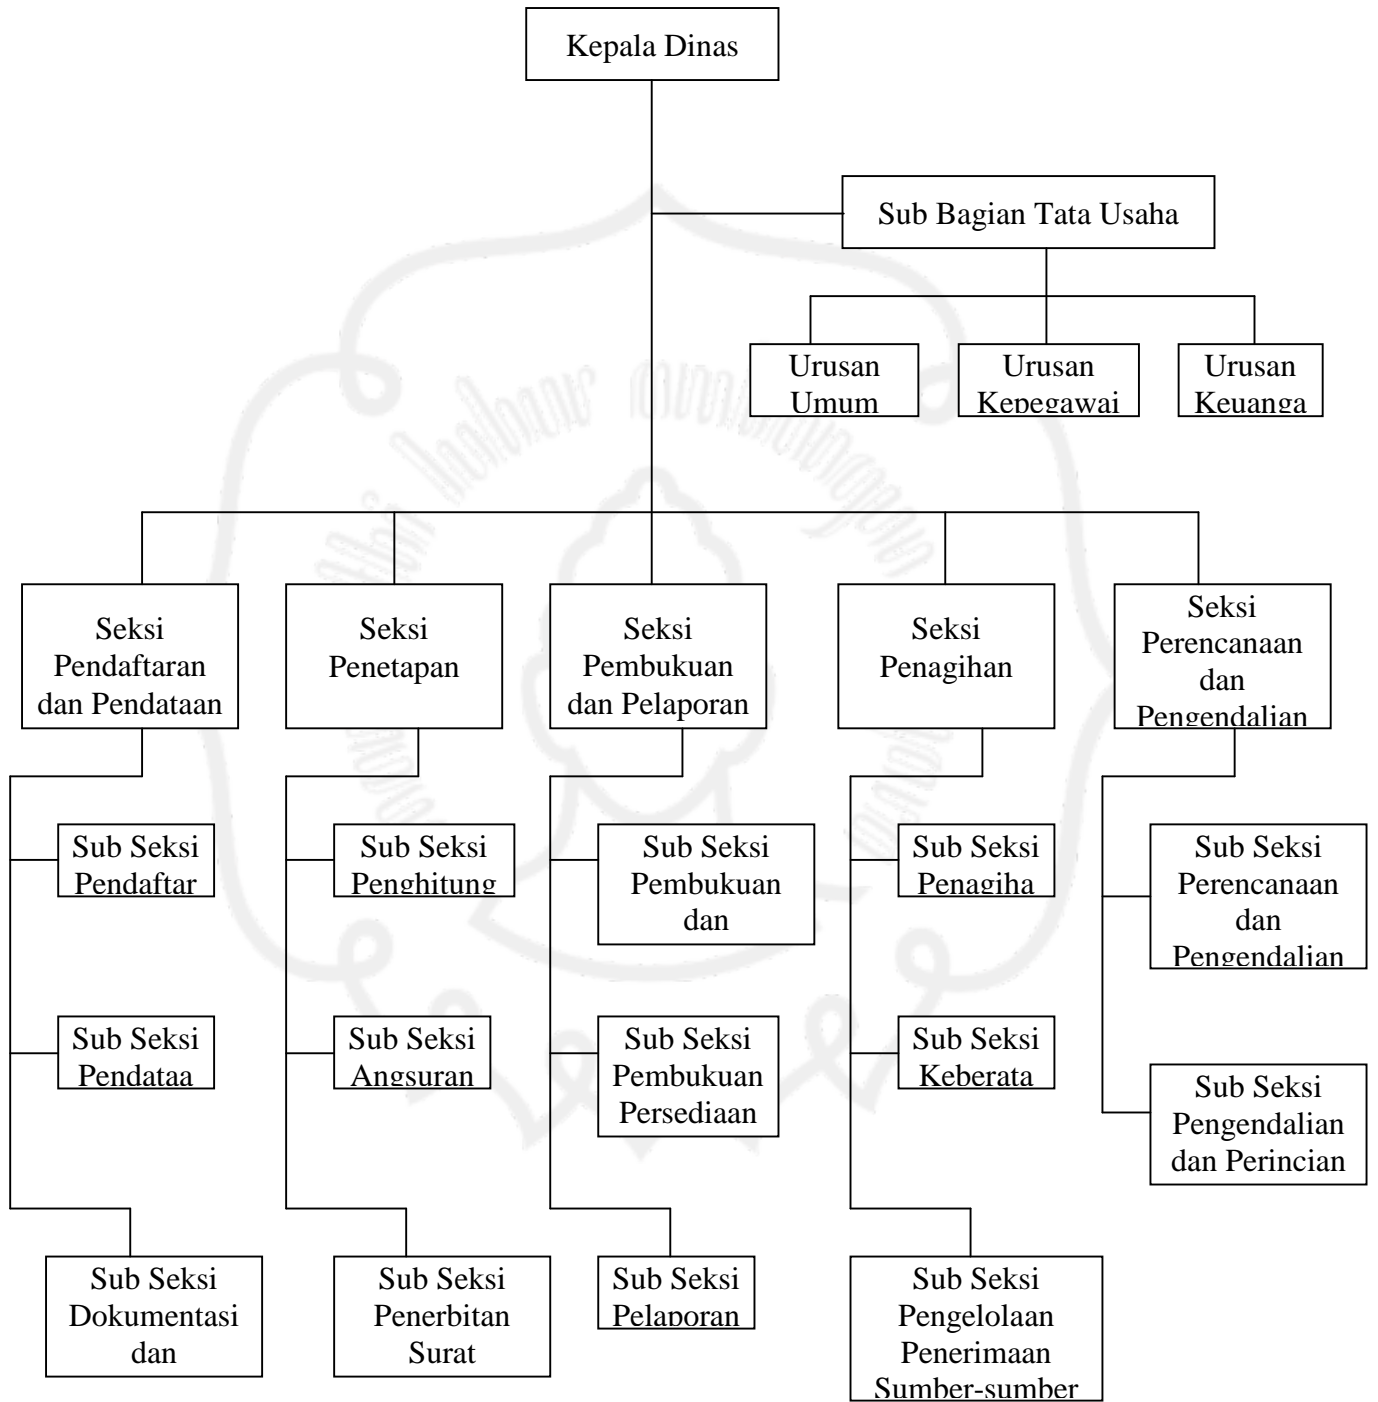 Kepala Dinas
Sub Bagian Tata Usaha
Urusan
Umum
Urusan
Kepegawai
Urusan
Keuanga
Seksi
Pendaftaran
dan Pendataan
Seksi
Penetapan
Seksi
Pembukuan
dan Pelaporan
Seksi
Penagihan
Seksi
Perencanaan
dan
Pengendalian
Sub Seksi
Pendaftar
Sub Seksi
Pendataa
Sub Seksi
Dokumentasi
dan
Sub Seksi
Penghitung
Sub Seksi
Angsuran
Sub Seksi
Penerbitan
Surat
Sub Seksi
Pembukuan
dan
Sub Seksi
Pembukuan
Persediaan
Sub Seksi
Pelaporan
Sub Seksi
Penagiha
Sub Seksi
Keberata
Sub Seksi
Pengelolaan
Penerimaan
Sumber-sumber
Sub Seksi
Perencanaan
dan
Pengendalian
Sub Seksi
Pengendalian
dan Perincian